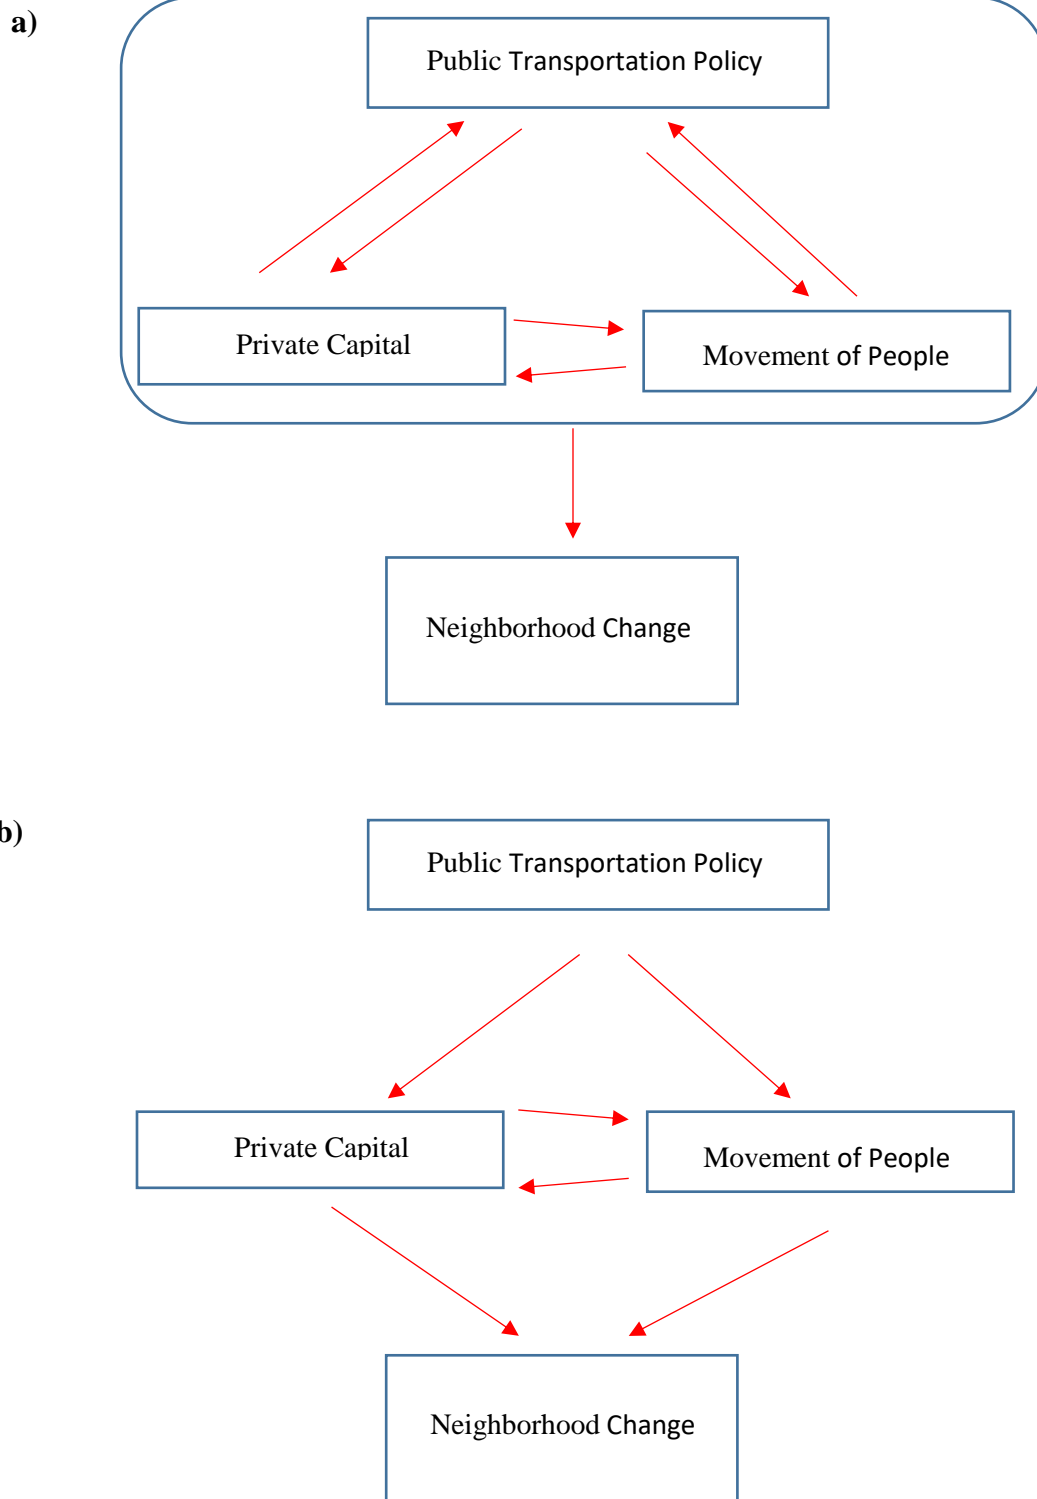 a)
Public Transportation Policy
Private Capital
Movement of People
Neighborhood Change
b)
Public Transportation Policy
Private Capital
Movement of People
Neighborhood Change